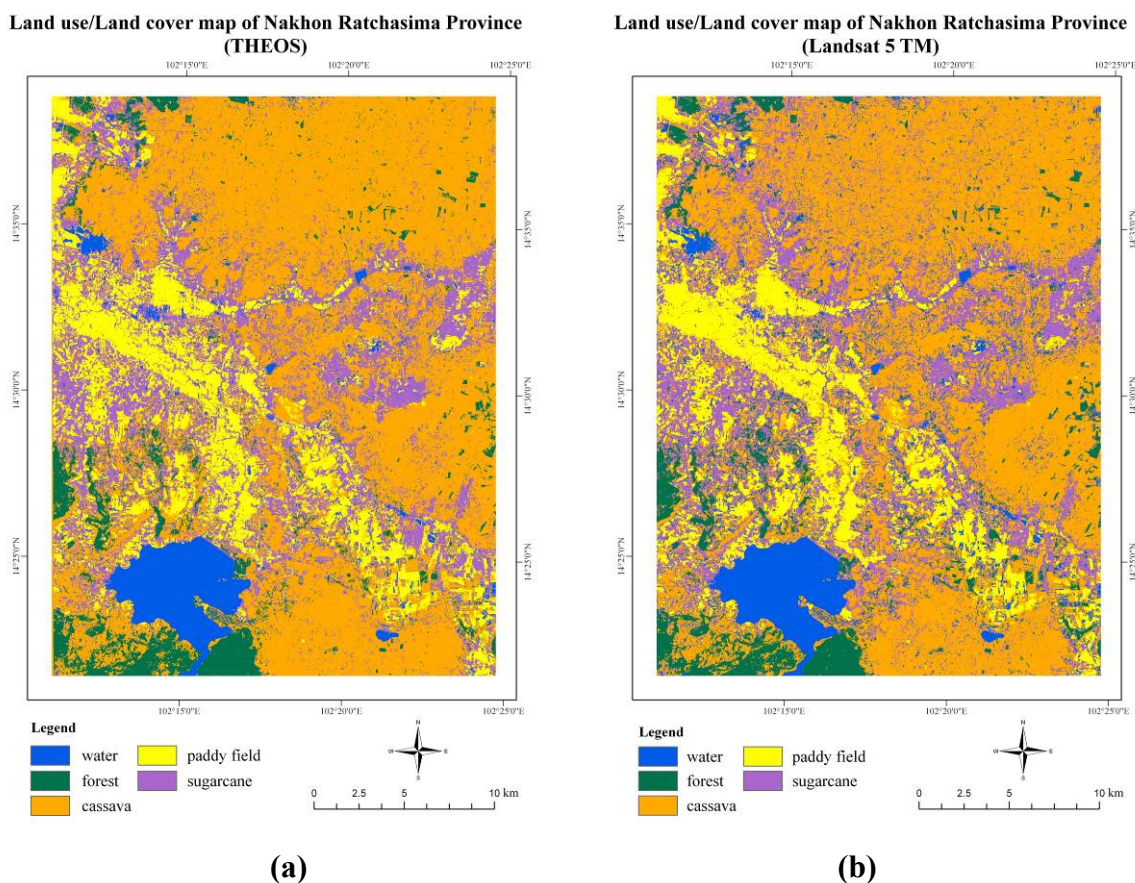 Land use/Land cover map of Nakhon Ratchasima Province
(THEOS)
102°15'0"E 102°20'0"E 102°25'0"E
14°35'0"N
14°30'0"N
14°25'0"N
14°35'0"N
14°30'0"N
14°25'0"N
102°15'0"E 102°20'0"E 102°25'0"E
Legend
water
forest
cassava
paddy field
sugarcane
N
W E
S
0 2.5 5 10 km
(a)
Land use/Land cover map of Nakhon Ratchasima Province
(Landsat 5 TM)
102°15'0"E 102°20'0"E 102°25'0"E
14°35'0"N
14°30'0"N
14°25'0"N
14°35'0"N
14°30'0"N
14°25'0"N
102°15'0"E 102°20'0"E 102°25'0"E
Legend
water
forest
cassava
paddy field
sugarcane
N
W E
S
0 2.5 5 10 km
(b)